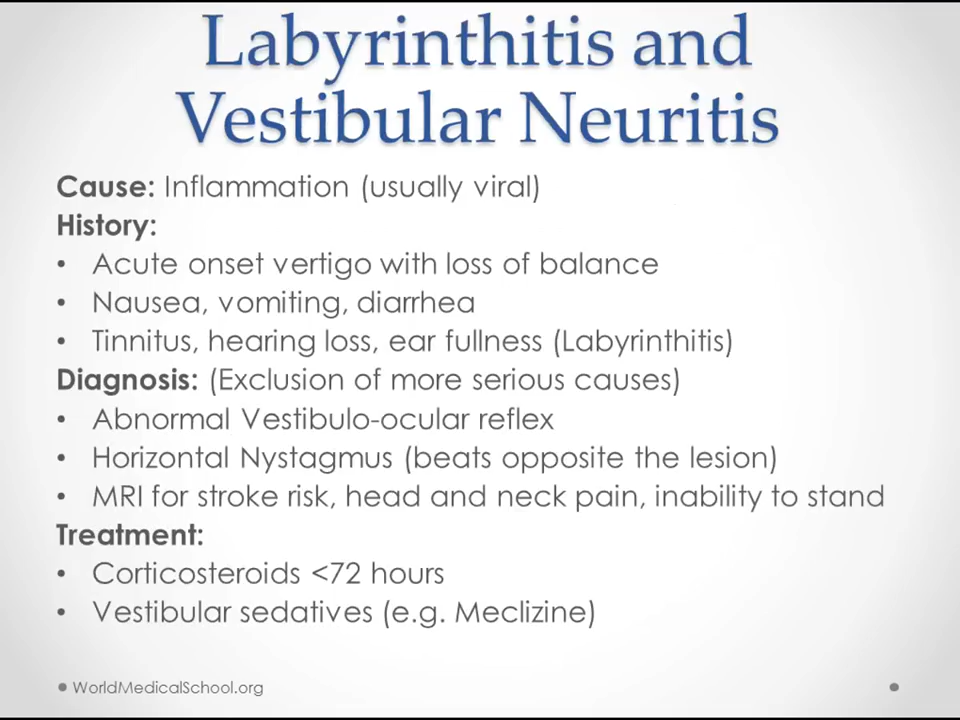 Labyrinthitis and
Vestibular Neuritis
Cause: Inflammation (usually viral)
History:
• Acute onset vertigo with loss of balance
• Nausea, vomiting, diarrhea
• Tinnitus, hearing loss, ear fullness (Labyrinthitis)
Diagnosis: (Exclusion of more serious causes)
• Abnormal Vestibulo-ocular reflex
• Horizontal Nystagmus (beats opposite the lesion)
• MRI for stroke risk, head and neck pain, inability to stand
Treatment:
• Corticosteroids <72 hours
• Vestibular sedatives (e.g. Meclizine)
WorldMedicalSchool.org